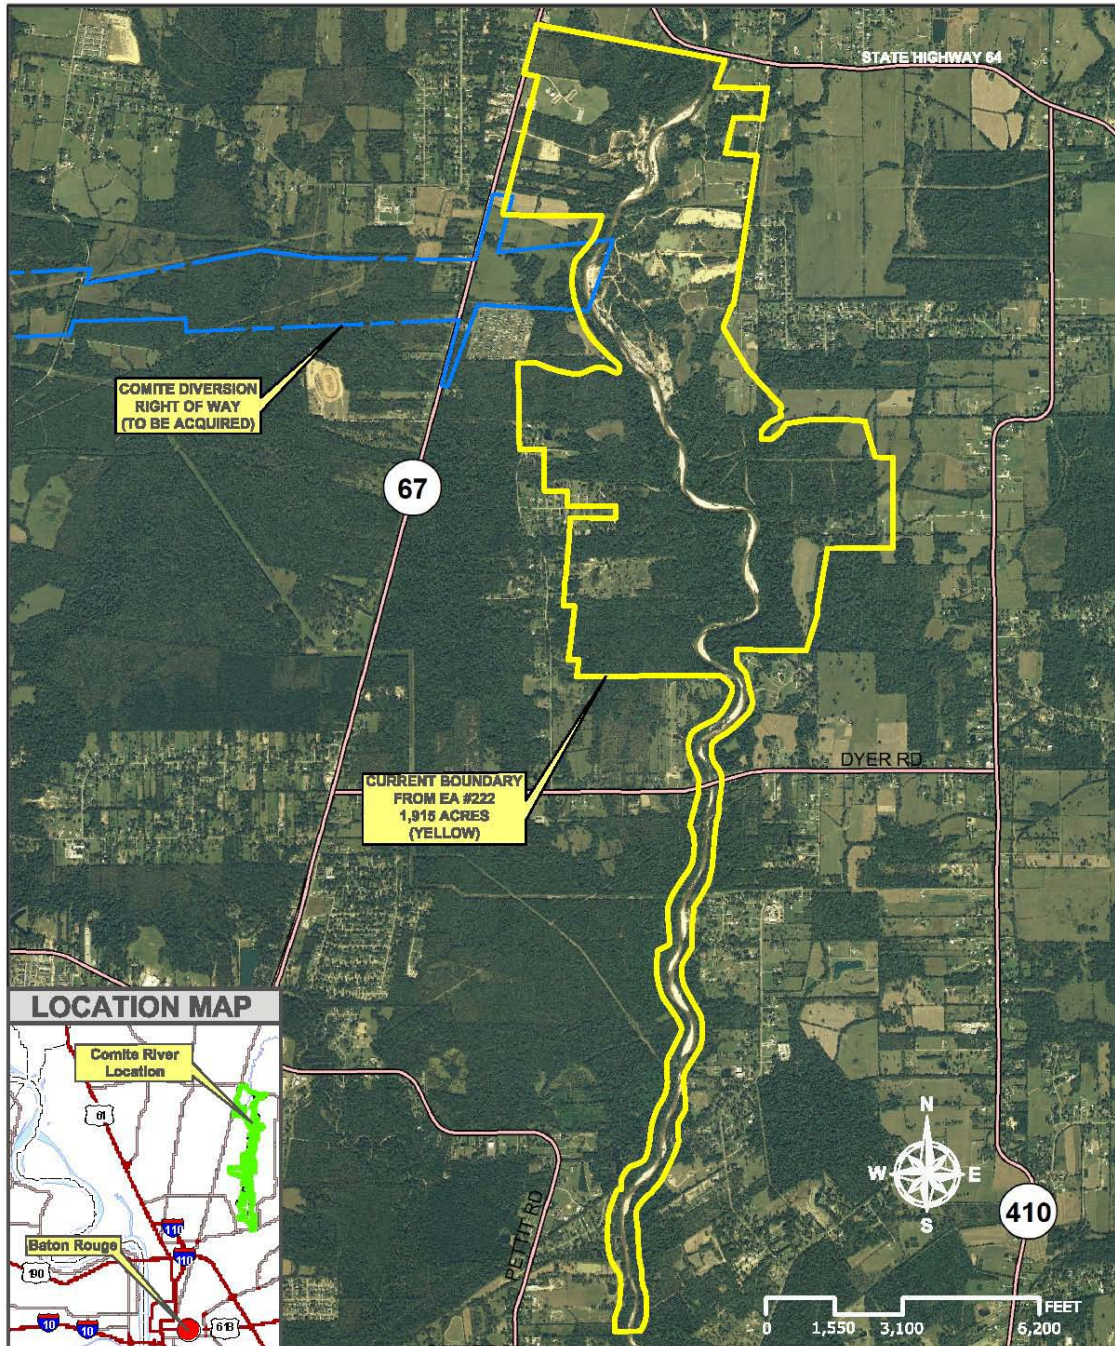 STATE HIGHWAY 64
COMITE DIVERSION
RIGHT OF WAY
(TO BE ACQUIRED)
67
CURRENT BOUNDARY
FROM EA #222
1,915 ACRES
(YELLOW)
DYER RD
PETTIT RD
410
N
W E
S
FEET
0 1,550 3,100 6,200
LOCATION MAP
Comite River
Location
61
110
110
Baton Rouge
190
10
10
61B